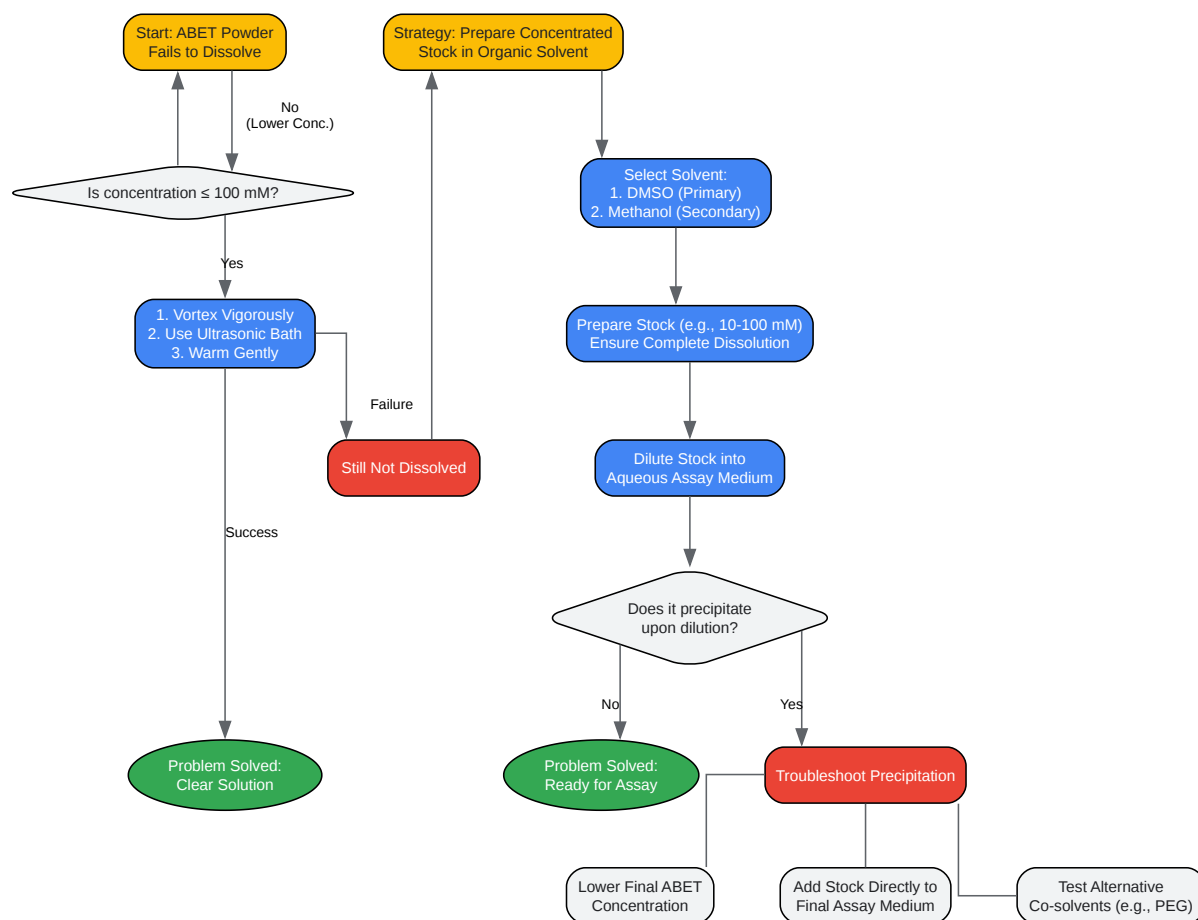 Start: ABET Powder
Fails to Dissolve
No
(Lower Conc.)
Is concentration ≤ 100 mM?
Yes
1. Vortex Vigorously
2. Use Ultrasonic Bath
3. Warm Gently
Failure
Still Not Dissolved
Success
Problem Solved:
Clear Solution
Strategy: Prepare Concentrated
Stock in Organic Solvent
Select Solvent:
1. DMSO (Primary)
2. Methanol (Secondary)
Prepare Stock (e.g., 10-100 mM)
Ensure Complete Dissolution
Dilute Stock into
Aqueous Assay Medium
Does it precipitate
upon dilution?
No
Yes
Problem Solved:
Ready for Assay
Troubleshoot Precipitation
Lower Final ABET
Concentration
Add Stock Directly to
Final Assay Medium
Test Alternative
Co-solvents (e.g., PEG)